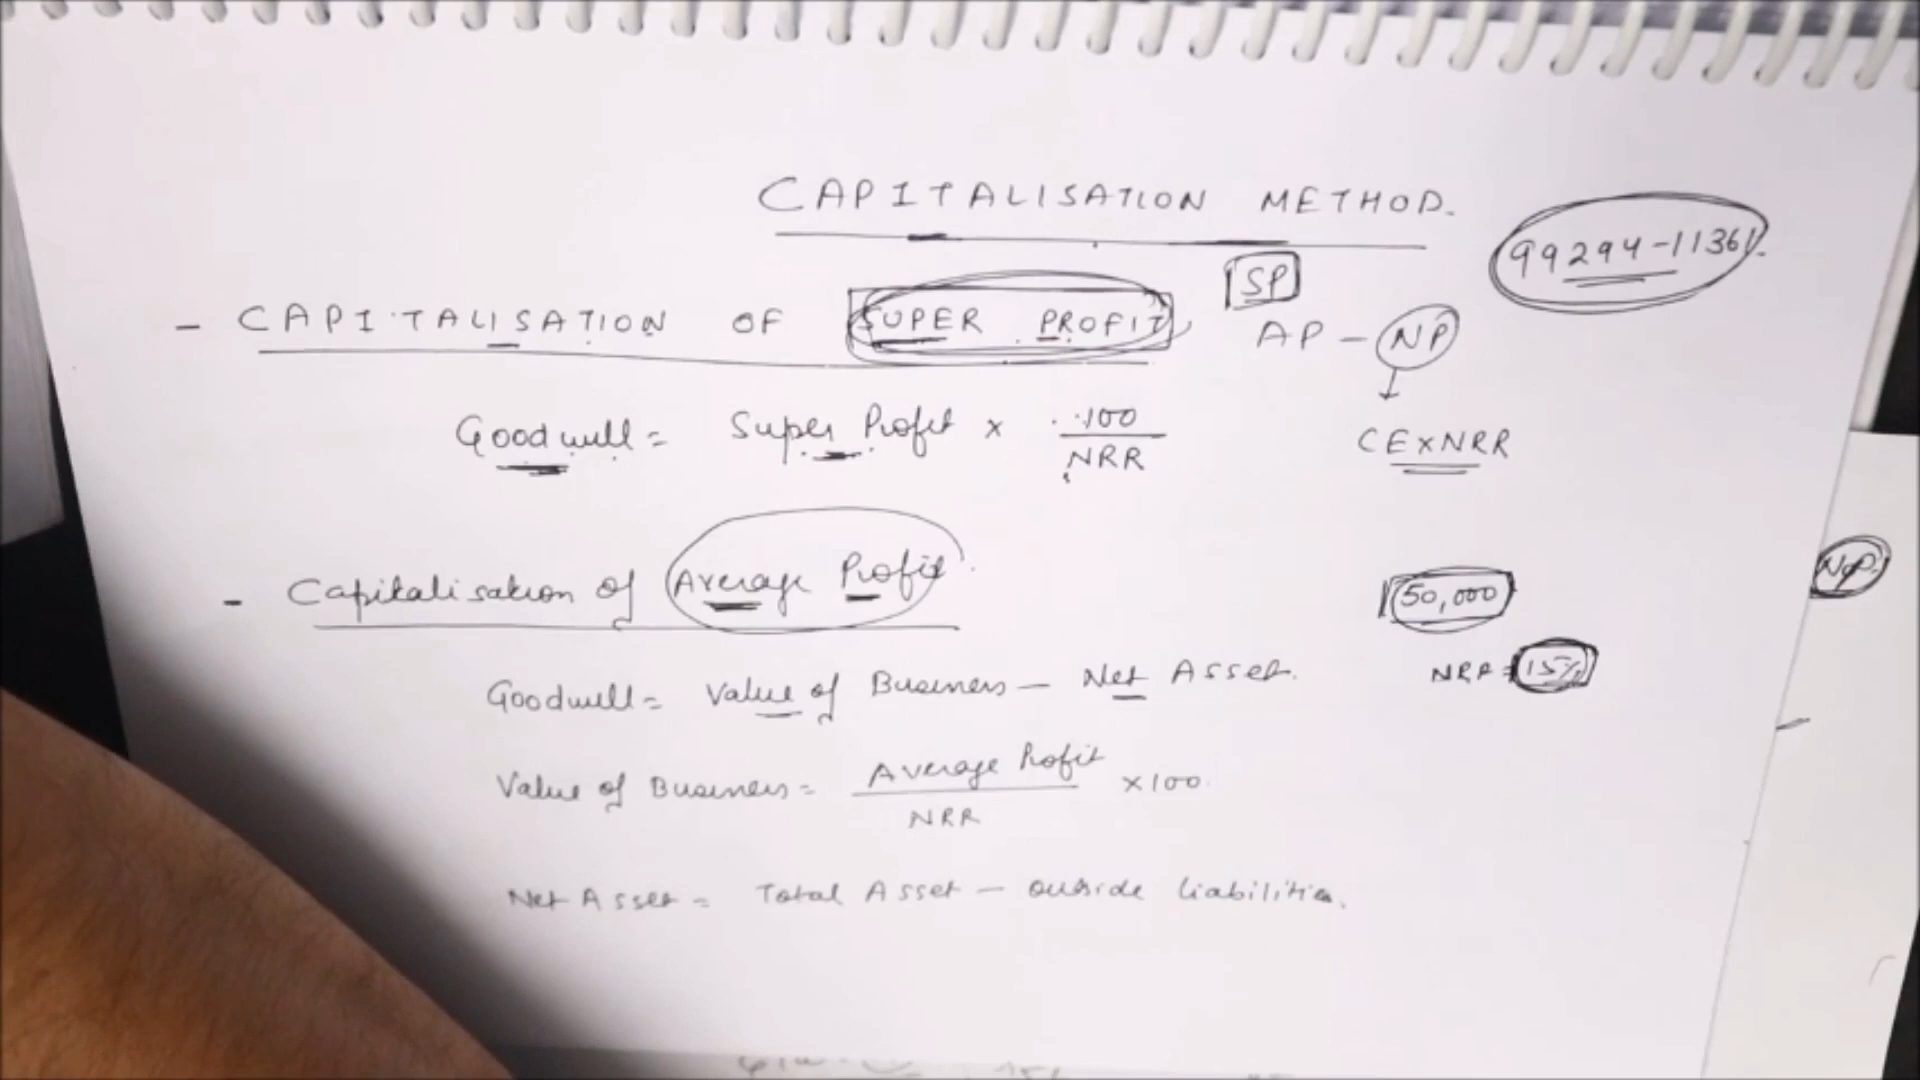 CAPITALISATION METHOD.
99294-11361.
- CAPITALISATION OF SUPER PROFIT
SP
AP - NP
CE×NRR
Goodwill = Super Profit × 100
NRR
- Capitalisation of Average Profit
50,000
NRR = 15%
Goodwill = Value of Business - Net Asset.
Value of Business = Average Profit ×100
NRR
Net Asset = Total Asset - outside liabilities.
NP